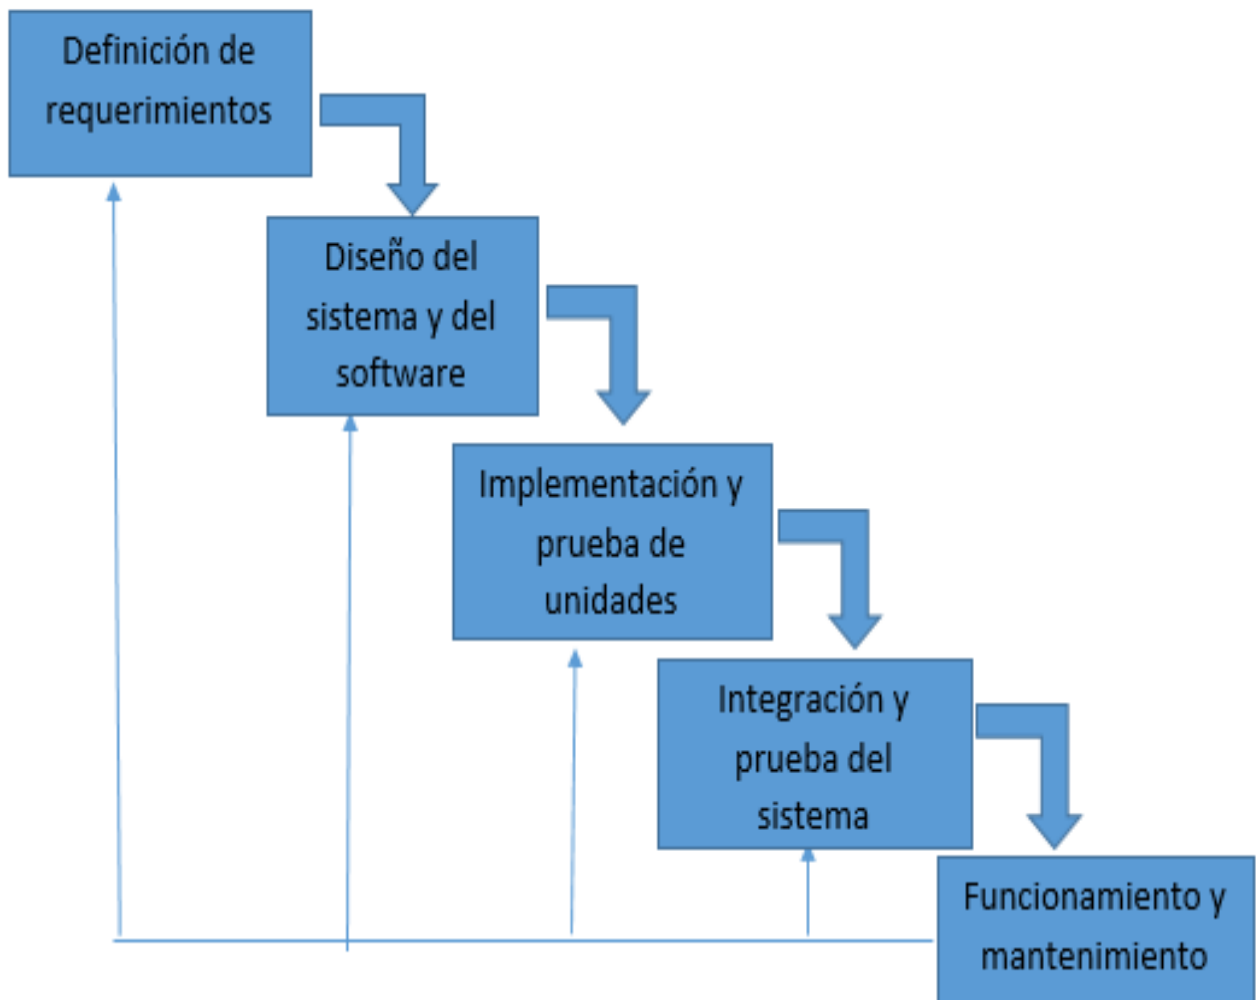 Definición de
requerimientos
Diseño del
sistema y del
software
Implementación y
prueba de
unidades
Integración y
prueba del
sistema
Funcionamiento y
mantenimiento